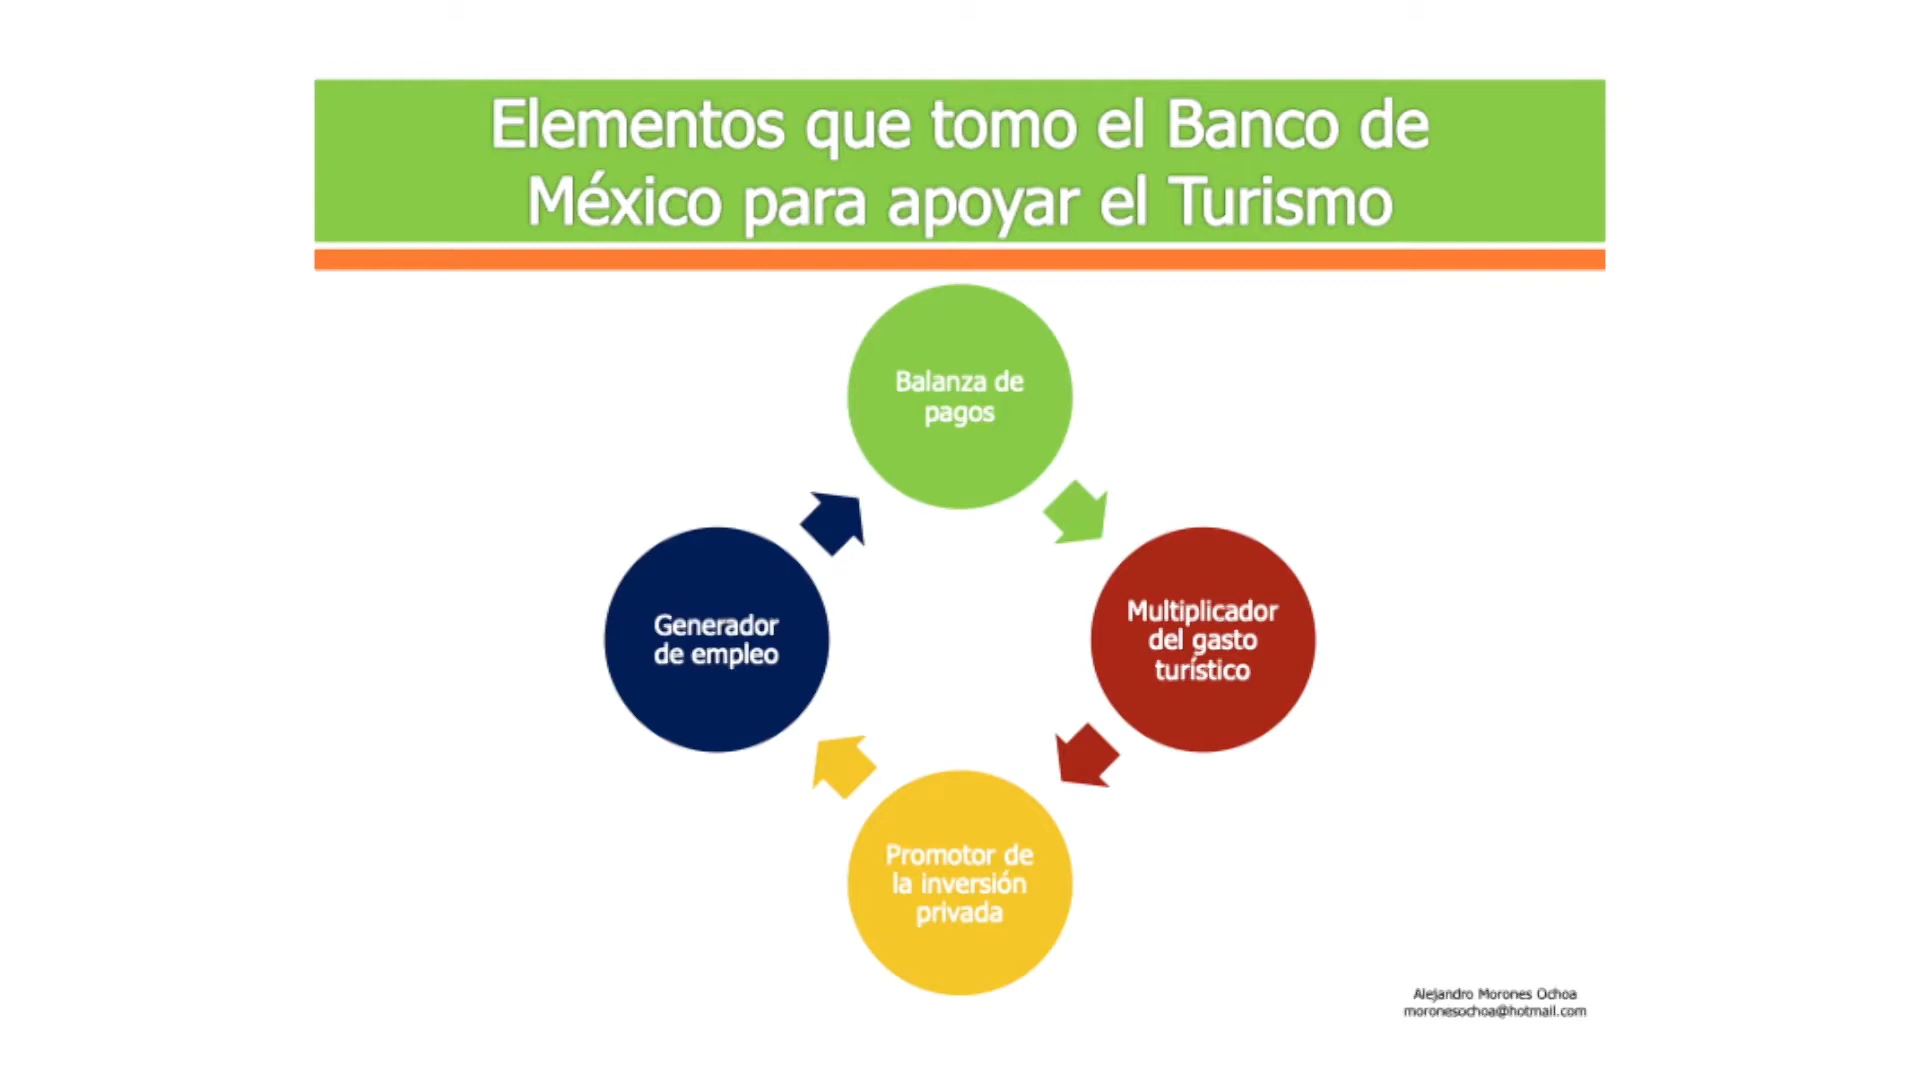 Elementos que tomo el Banco de
México para apoyar el Turismo
Balanza de
pagos
Multiplicador
del gasto
turístico
Promotor de
la inversión
privada
Generador
de empleo
Alejandro Morones Ochoa
moronesochoa@hotmail.com